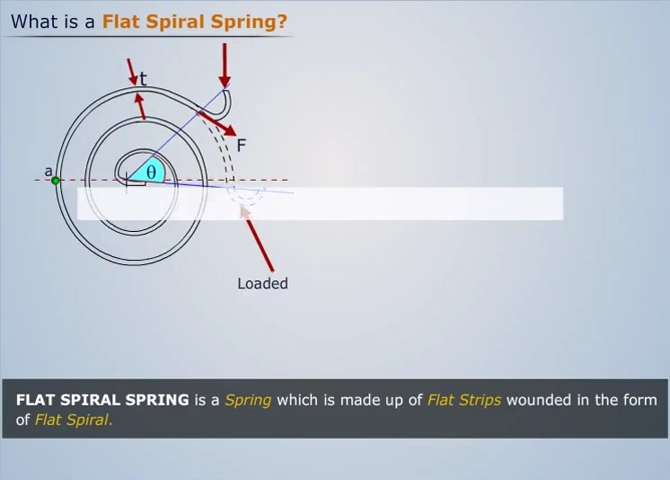 What is a Flat Spiral Spring?
t
F
a
θ
Loaded
FLAT SPIRAL SPRING is a Spring which is made up of Flat Strips wounded in the form
of Flat Spiral.